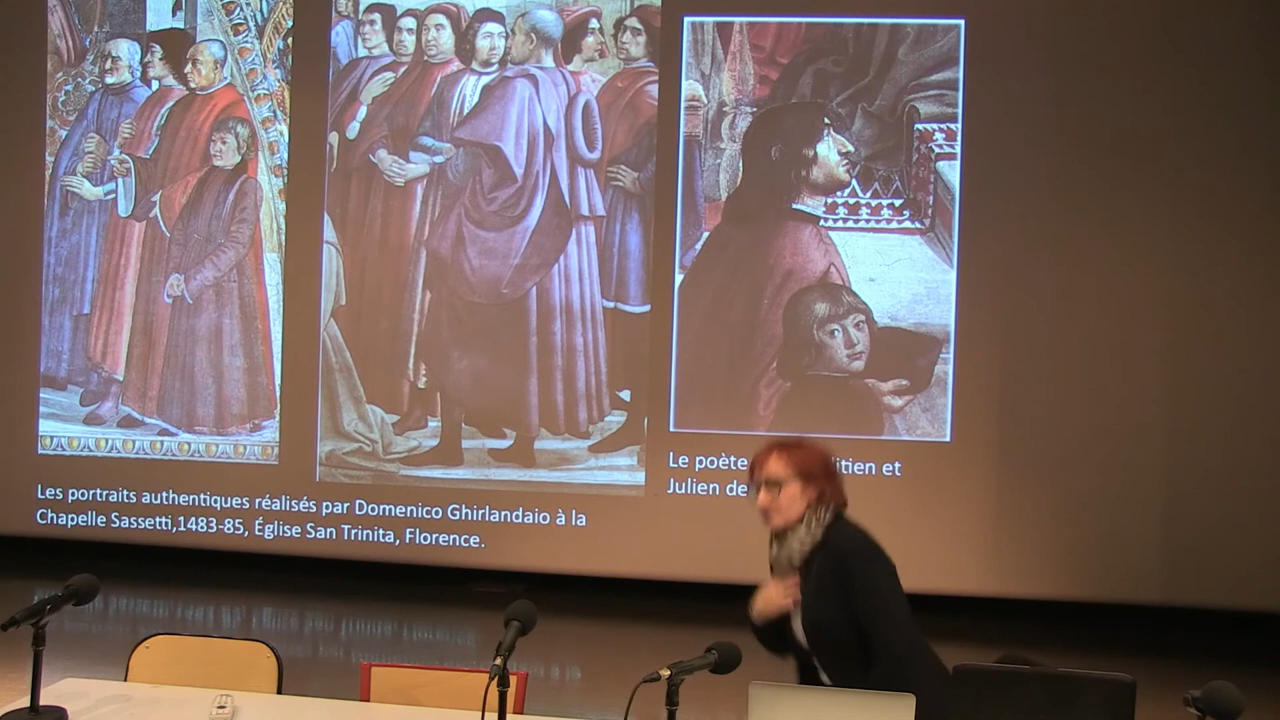 Les portraits authentiques réalisés par Domenico Ghirlandaio à la
Chapelle Sassetti,1483-85, Église San Trinita, Florence.
Le poète itien et
Julien de